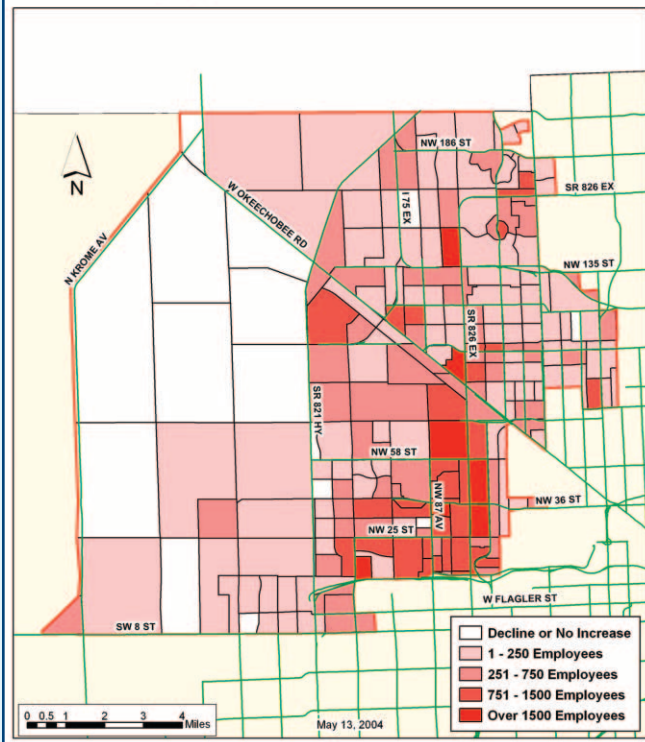 NW 186 ST
SR 826 EX
I 75 EX
W OKEECHOBEE RD
N KROME AV
NW 135 ST
SR 826 EX
SR 821 HY
NW 58 ST
NW 87 AV
NW 36 ST
NW 25 ST
W FLAGLER ST
SW 8 ST
N
Decline or No Increase
1 - 250 Employees
251 - 750 Employees
751 - 1500 Employees
Over 1500 Employees
0 0.5 1 2 3 4
Miles
May 13, 2004